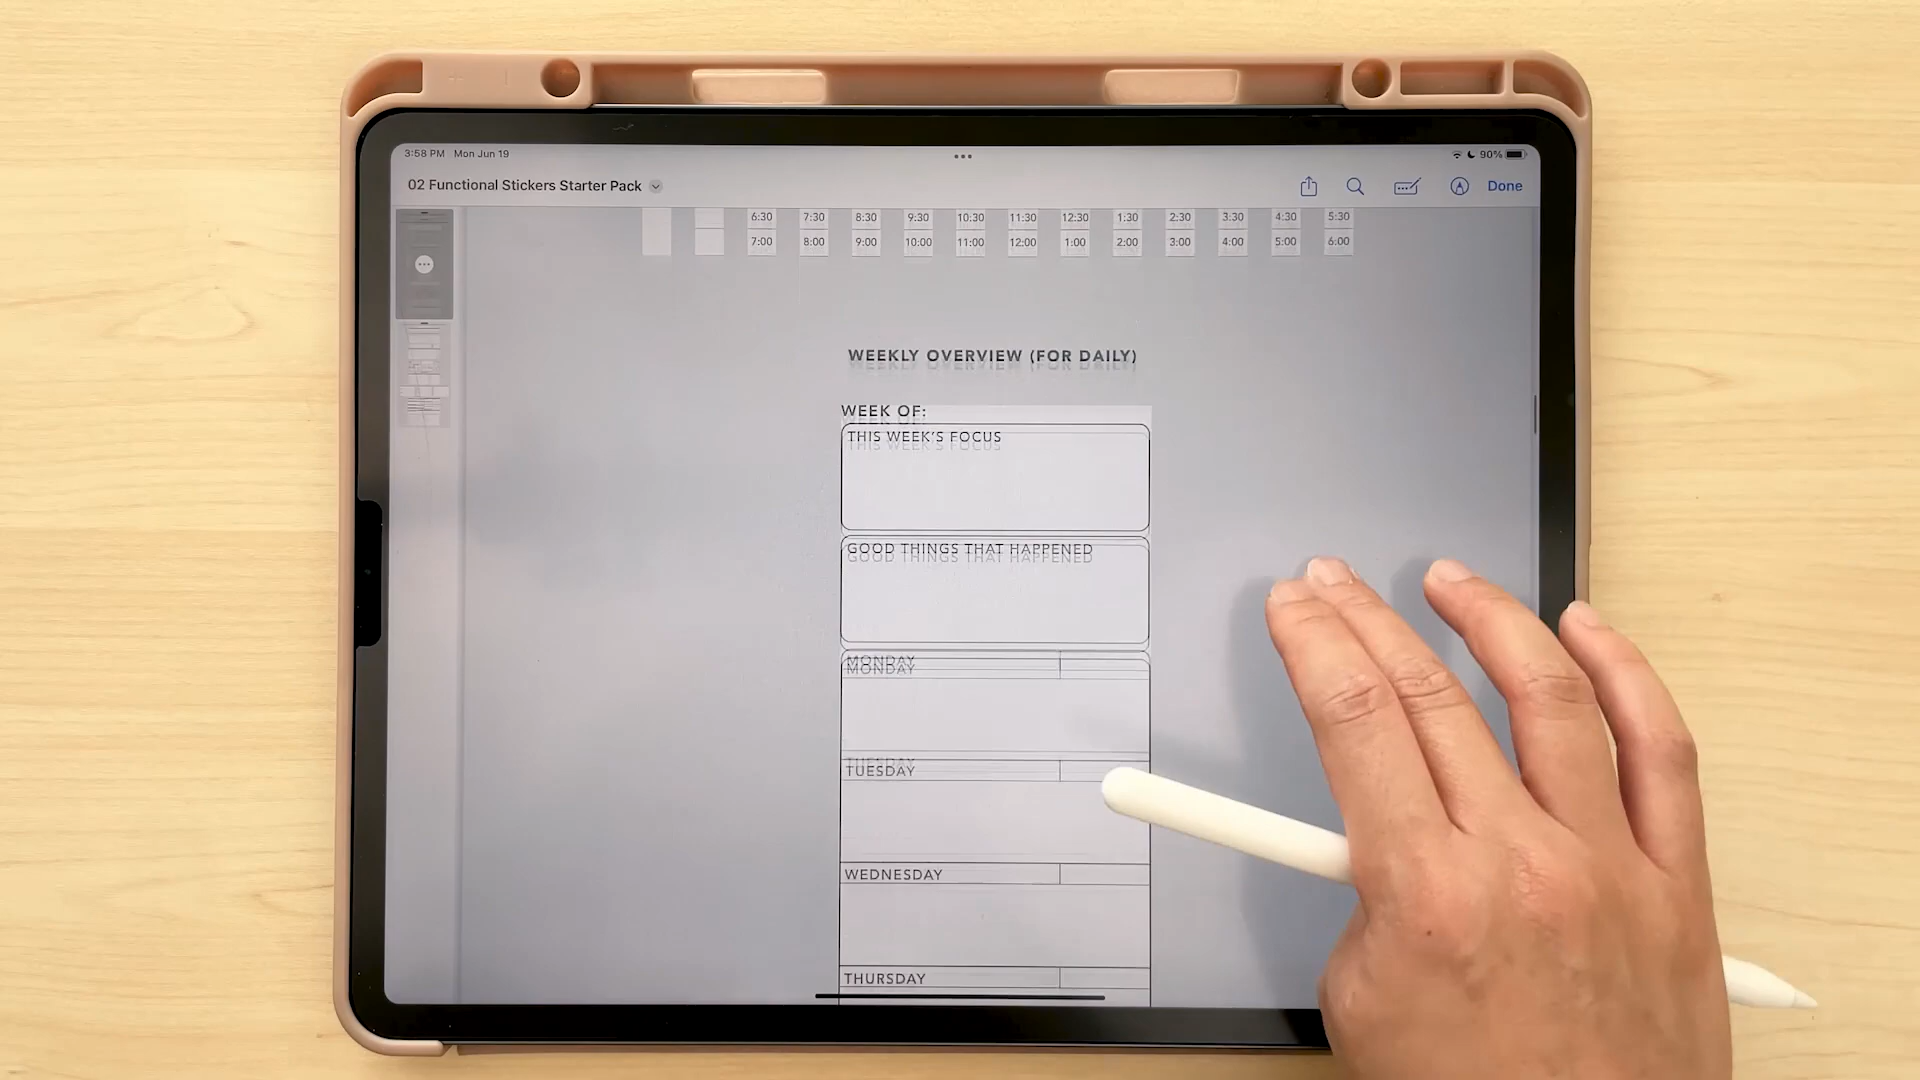 3:58 PM Mon Jun 19
90%
02 Functional Stickers Starter Pack
Done
6:30 7:30 8:30 9:30 10:30 11:30 12:30 1:30 2:30 3:30 4:30 5:30
7:00 8:00 9:00 10:00 11:00 12:00 1:00 2:00 3:00 4:00 5:00 6:00
WEEKLY OVERVIEW (FOR DAILY)
WEEK OF:
THIS WEEK'S FOCUS
GOOD THINGS THAT HAPPENED
MONDAY
TUESDAY
WEDNESDAY
THURSDAY